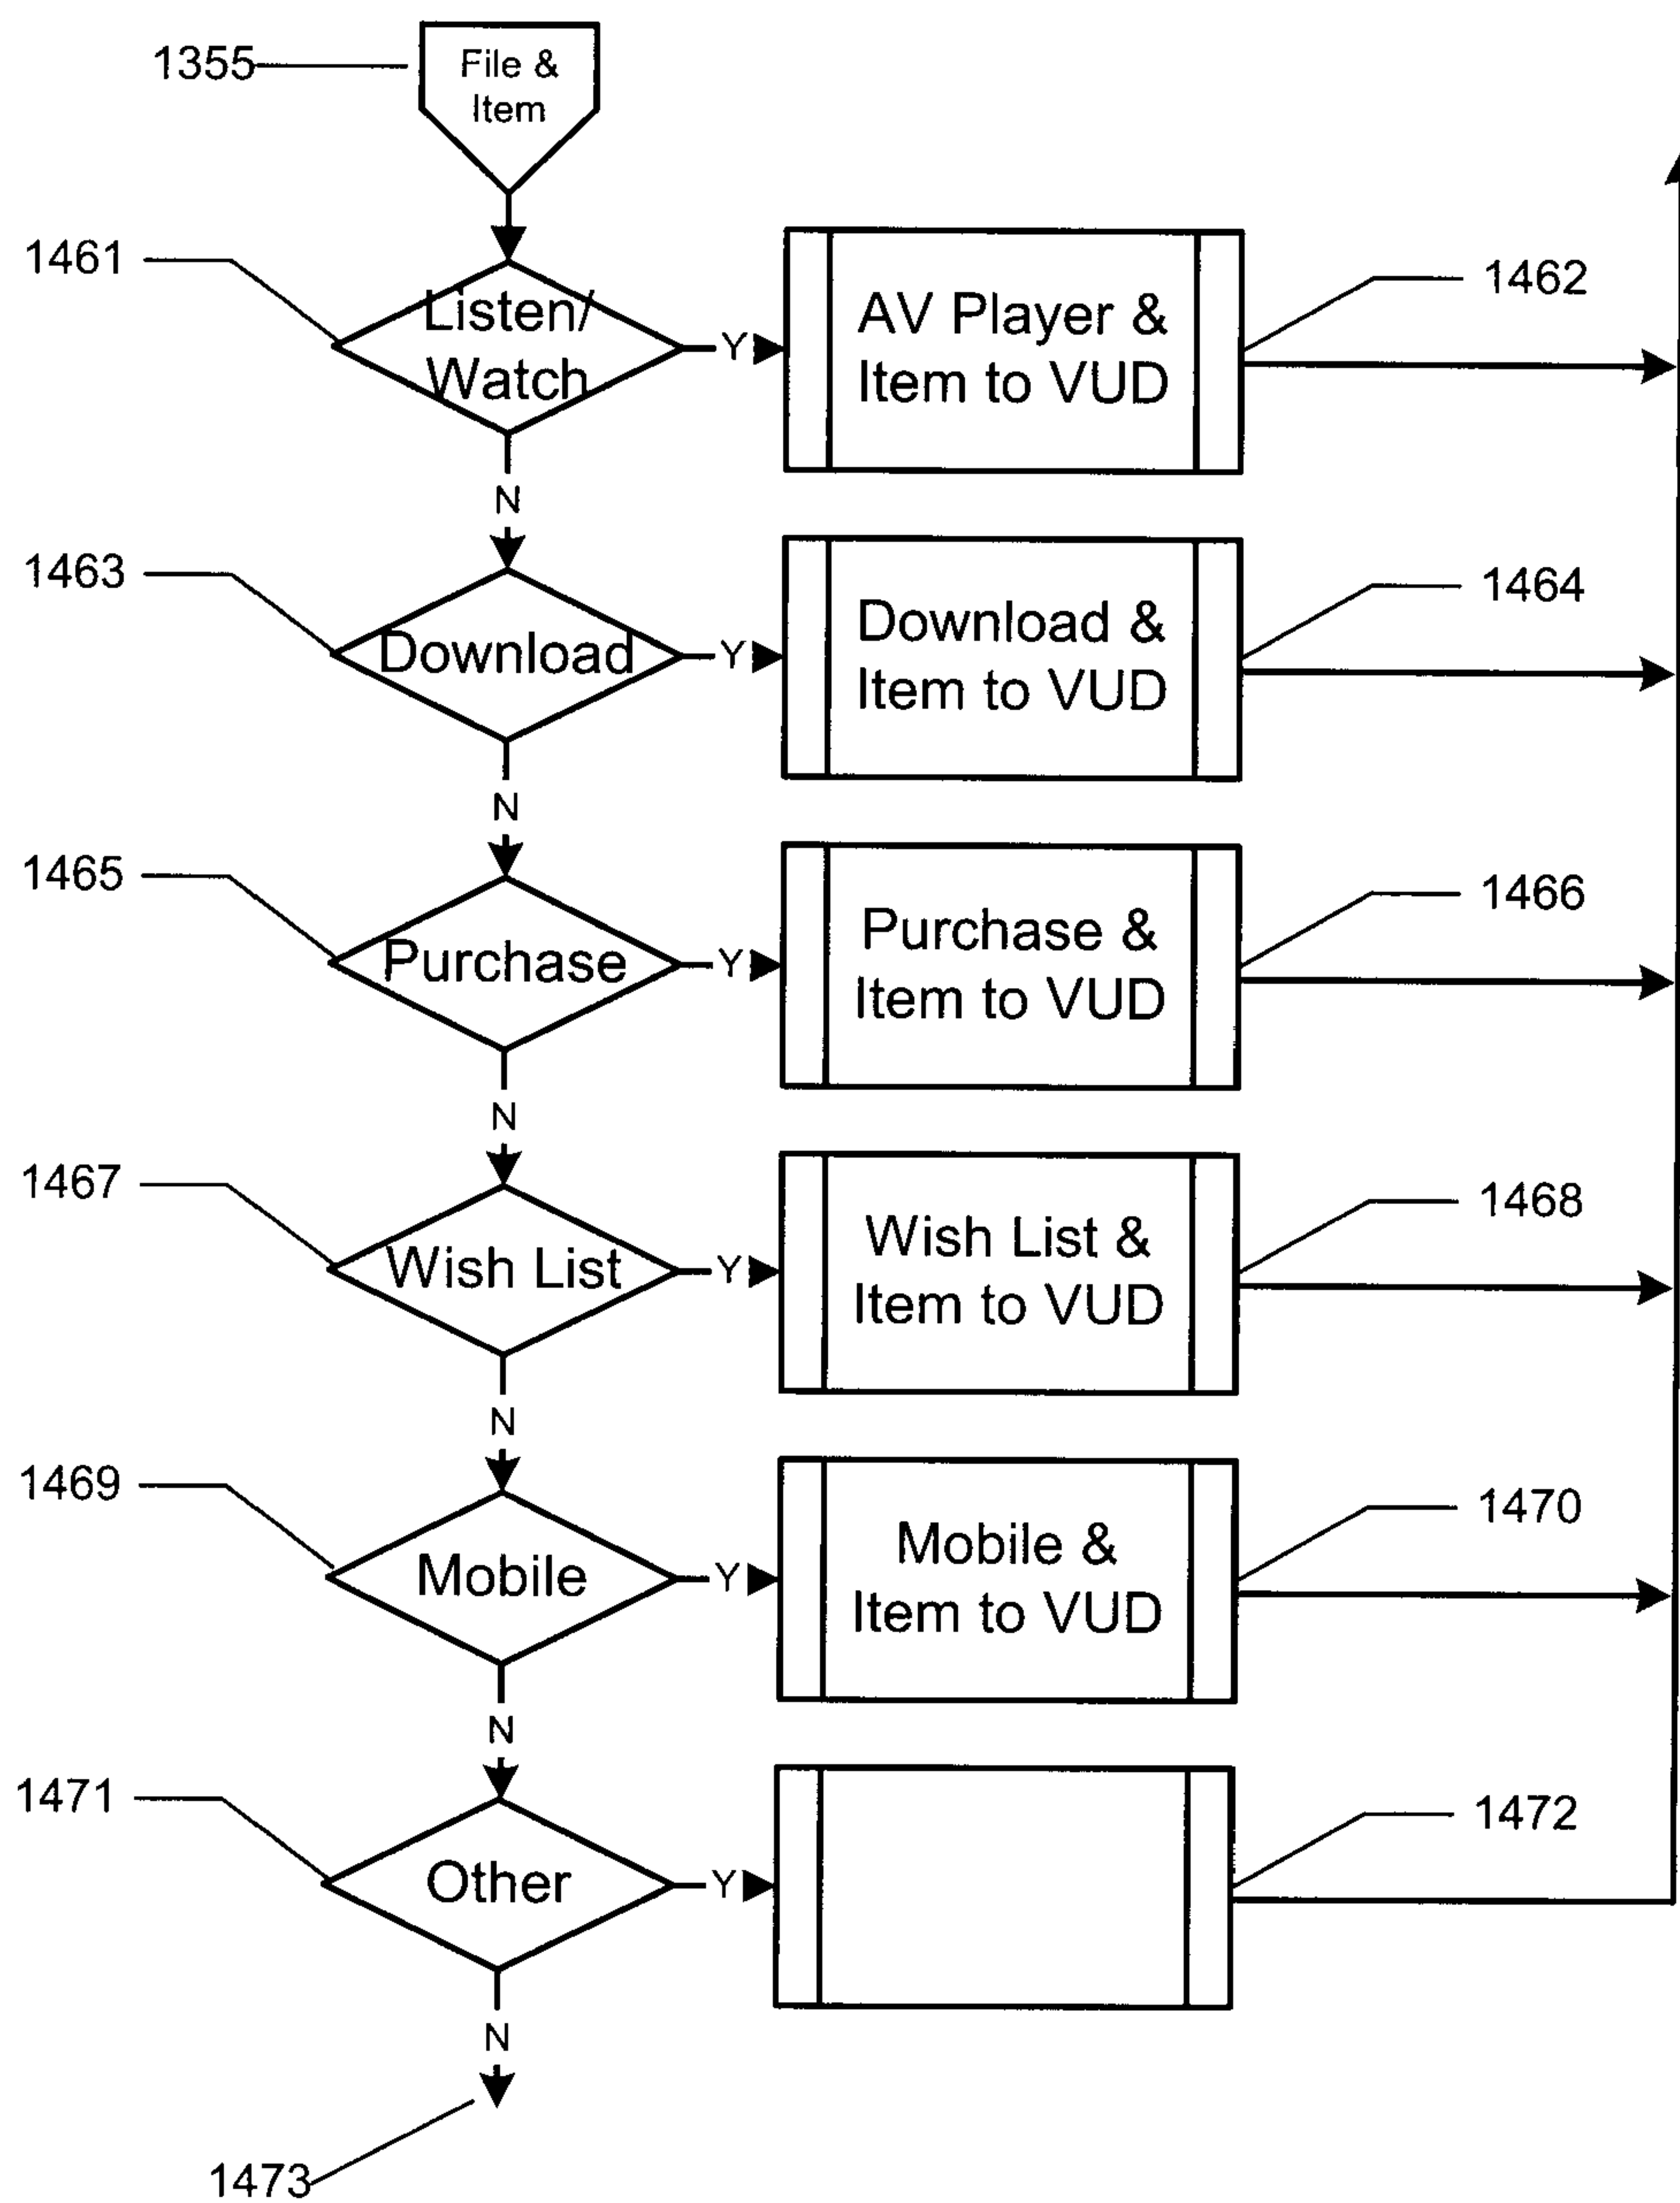 1355
File &
Item
1461
Listen/
Watch
Y
AV Player &
Item to VUD
1462
N
1463
Download
Y
Download &
Item to VUD
1464
N
1465
Purchase
Y
Purchase &
Item to VUD
1466
N
1467
Wish List
Y
Wish List &
Item to VUD
1468
N
1469
Mobile
Y
Mobile &
Item to VUD
1470
N
1471
Other
Y
1472
N
1473